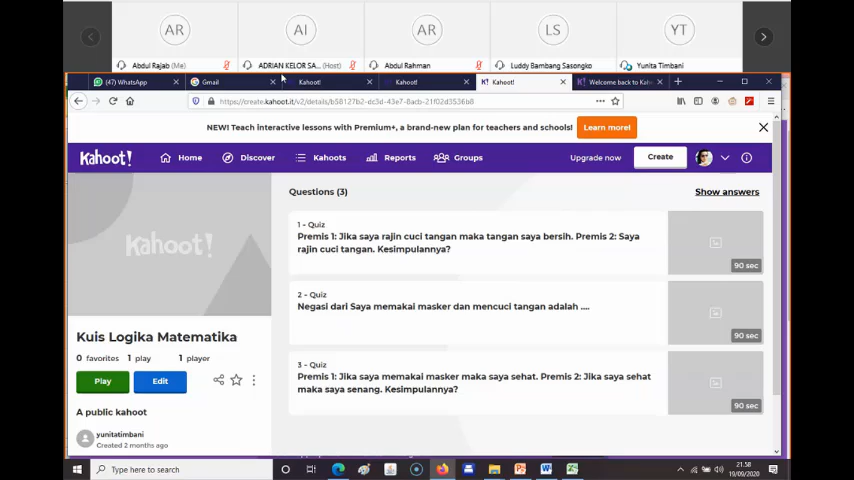 AR
AI
AR
LS
YT
Abdul Rajab (Me)
ADRIAN KELOR SA... (Host)
Abdul Rahman
Luddy Bambang Sasongko
Yunita Timbani
(47) WhatsApp
Gmail
Kahoot!
Kahoot!
K! Kahoot!
Welcome back to Kah
https://create.kahoot.it/v2/details/b58127b2-dc3d-43e7-8acb-21f02d3536b8
NEW! Teach interactive lessons with Premium+, a brand-new plan for teachers and schools!
Learn more!
Kahoot!
Home
Discover
Kahoots
Reports
Groups
Upgrade now
Create
Kahoot!
Kuis Logika Matematika
0 favorites 1 play 1 player
Play
Edit
A public kahoot
yunitatimbani
Created 2 months ago
Questions (3)
Show answers
1 - Quiz
Premis 1: Jika saya rajin cuci tangan maka tangan saya bersih. Premis 2: Saya
rajin cuci tangan. Kesimpulannya?
90 sec
2 - Quiz
Negasi dari Saya memakai masker dan mencuci tangan adalah ....
90 sec
3 - Quiz
Premis 1: Jika saya memakai masker maka saya sehat. Premis 2: Jika saya sehat
maka saya senang. Kesimpulannya?
90 sec
Type here to search
21.58
19/09/2020